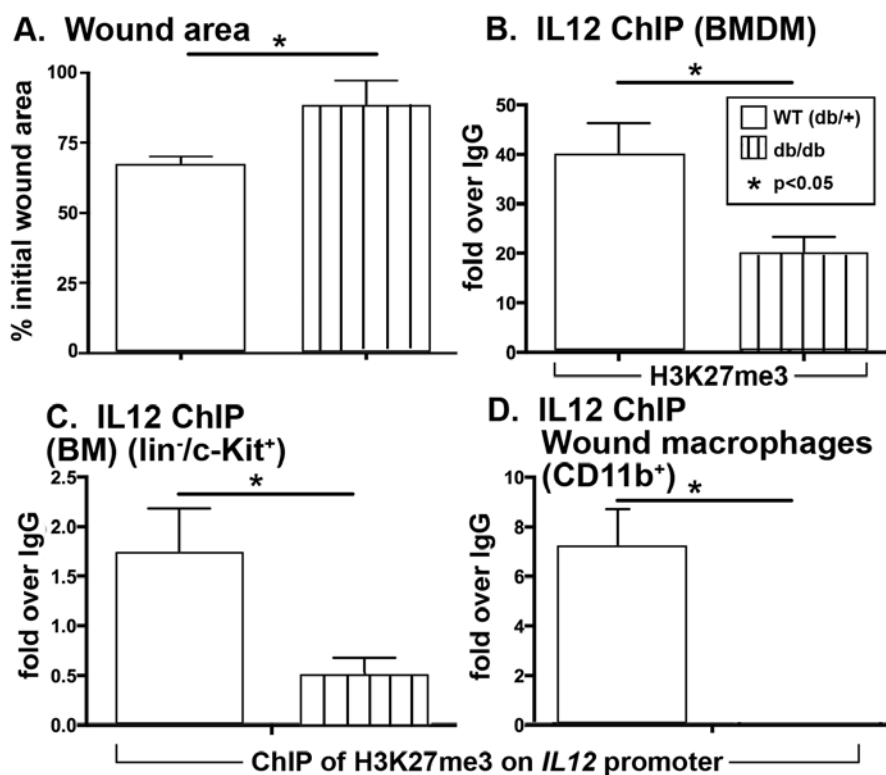 A. Wound area
*
% initial wound area
100
75
50
25
0
B. IL12 ChIP (BMDM)
*
fold over IgG
50
40
30
20
10
0
WT (db/+)
db/db
* p<0.05
H3K27me3
C. IL12 ChIP
(BM) (lin⁻/c-Kit⁺)
*
fold over IgG
2.5
2.0
1.5
1.0
0.5
0.0
D. IL12 ChIP
Wound macrophages
(CD11b⁺)
*
fold over IgG
10
8
6
4
2
0
ChIP of H3K27me3 on IL12 promoter